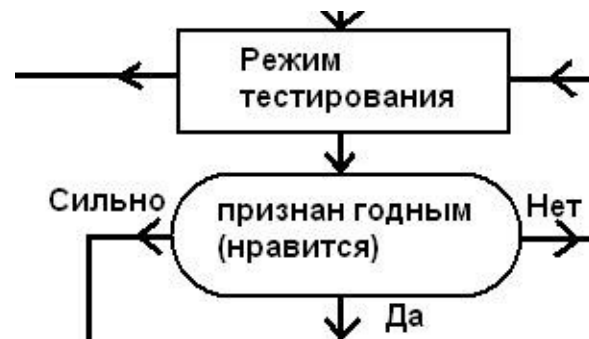 Режим
тестирования
Сильно
признан годным
(нравится)
Нет
Да